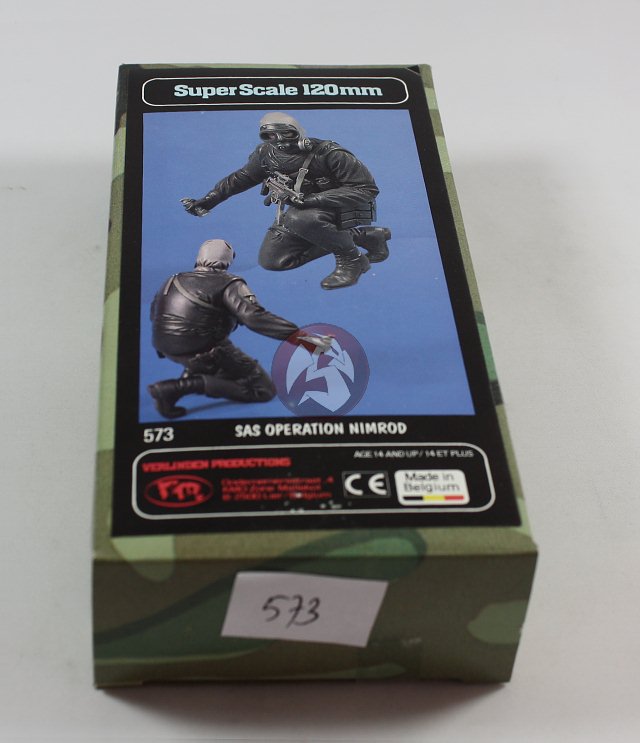 SuperScale 120mm
573 SAS OPERATION NIMROD
AGE 14 AND UP / 14 ET PLUS
VERLINDEN PRODUCTIONS
CE
Made in
Belgium
573